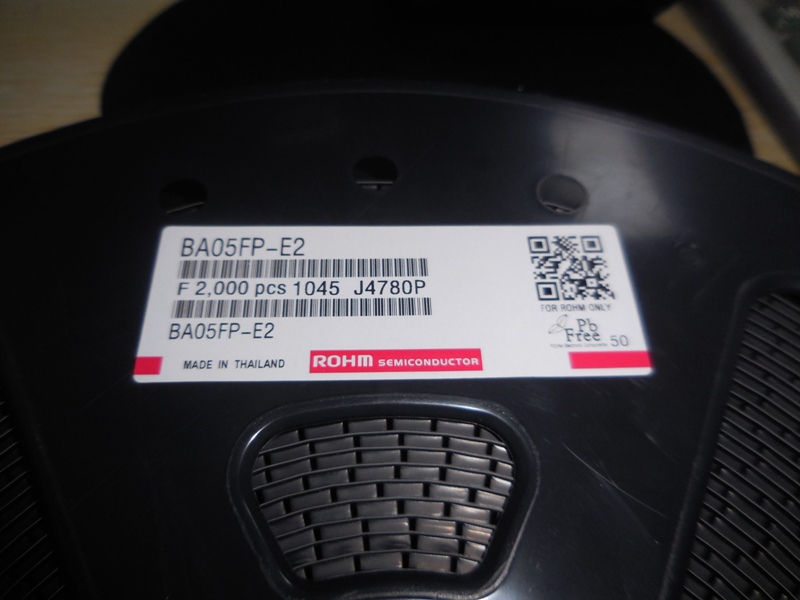 BA05FP-E2
F 2,000 pcs 1045 J4780P
BA05FP-E2
MADE IN THAILAND
ROHM SEMICONDUCTOR
FOR ROHM ONLY
Pb
Free
50